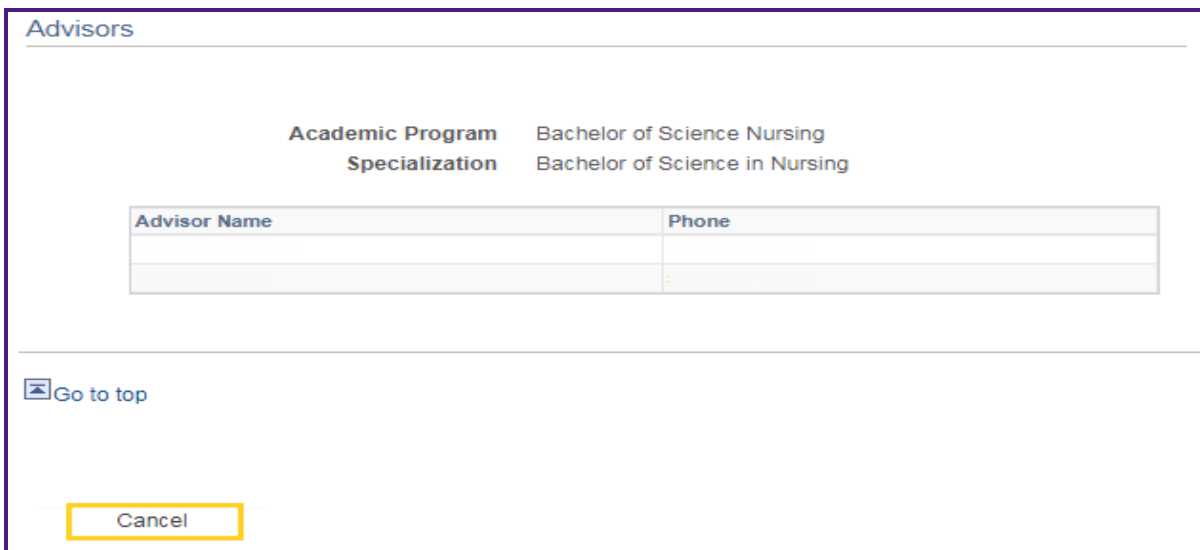 Advisors
Academic Program Bachelor of Science Nursing
Specialization Bachelor of Science in Nursing
Advisor Name Phone
Go to top
Cancel